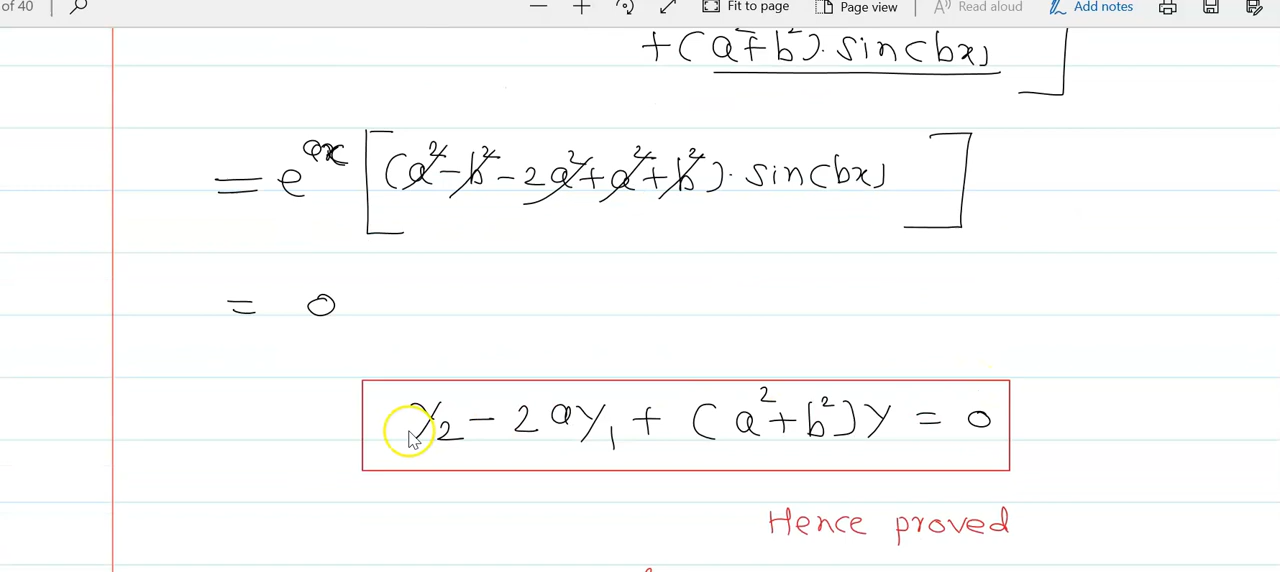 of 40 Fit to page Page view Read aloud Add notes
+(a²+b²)·sin(bx)]
= e^ax [(a²-b²-2a²+a²+b²)·sin(bx)]
= 0
y₂ - 2ay₁ + (a²+b²)y = 0
Hence proved